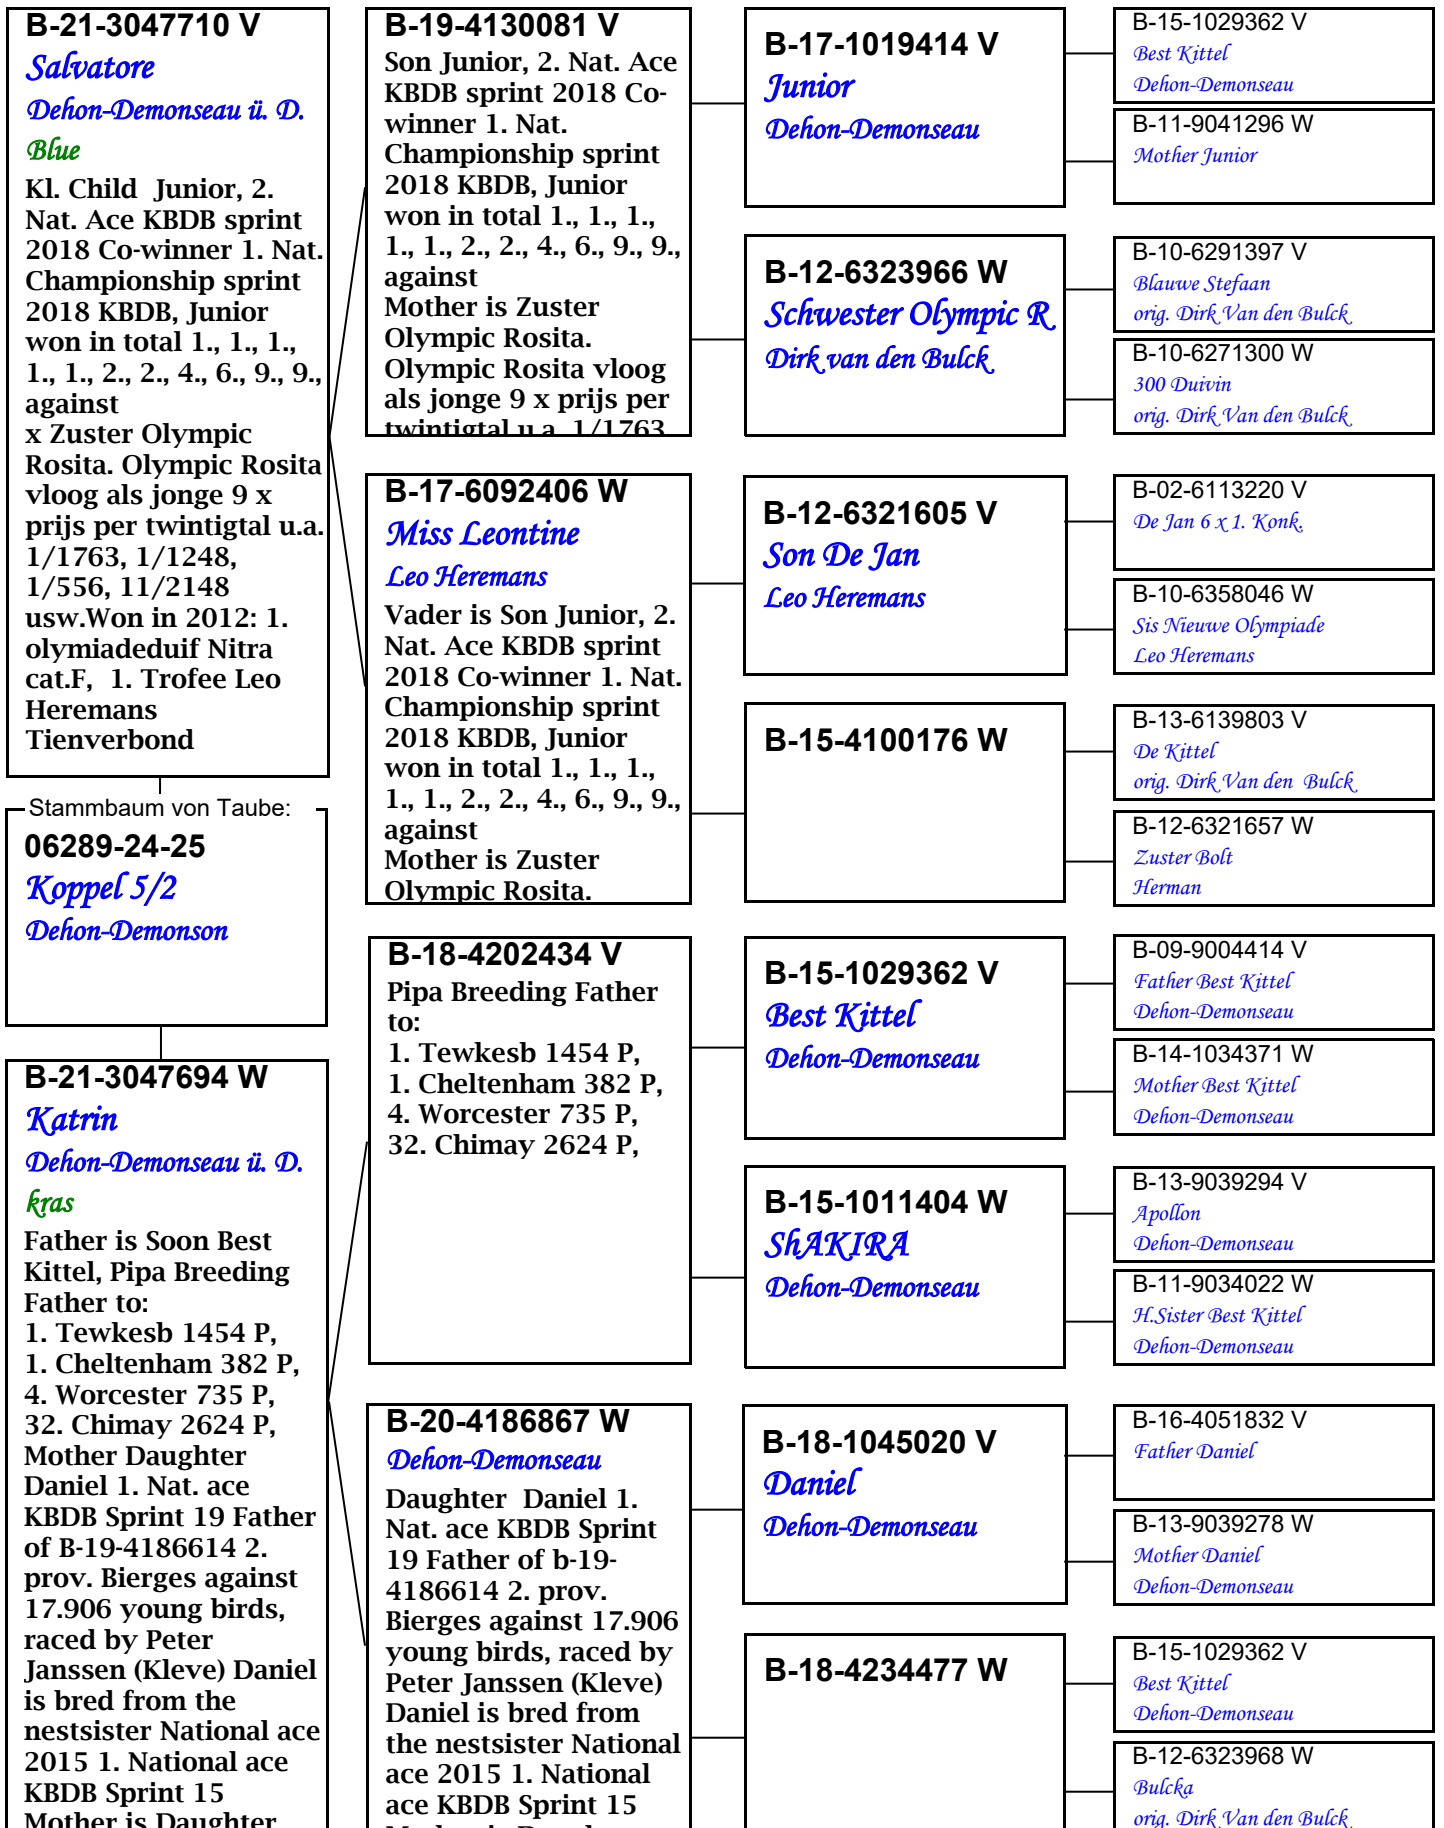 B-21-3047710 V
Salvatore
Dehon-Demonseau ü. D.
Blue
Kl. Child  Junior, 2.
Nat. Ace KBDB sprint
2018 Co-winner 1. Nat.
Championship sprint
2018 KBDB, Junior
won in total 1., 1., 1.,
1., 1., 2., 2., 4., 6., 9., 9.,
against
x Zuster Olympic
Rosita. Olympic Rosita
vloog als jonge 9 x
prijs per twintigtal u.a.
1/1763, 1/1248,
1/556, 11/2148
usw.Won in 2012: 1.
olymiadeduif Nitra
cat.F,  1. Trofee Leo
Heremans
Tienverbond
Stammbaum von Taube:
06289-24-25
Koppel 5/2
Dehon-Demonson
B-21-3047694 W
Katrin
Dehon-Demonseau ü. D.
kras
Father is Soon Best
Kittel, Pipa Breeding
Father to:
1. Tewkesb 1454 P,
1. Cheltenham 382 P,
4. Worcester 735 P,
32. Chimay 2624 P,
Mother Daughter
Daniel 1. Nat. ace
KBDB Sprint 19 Father
of B-19-4186614 2.
prov. Bierges against
17.906 young birds,
raced by Peter
Janssen (Kleve) Daniel
is bred from the
nestsister National ace
2015 1. National ace
KBDB Sprint 15
Mother is Daughter
B-19-4130081 V
Son Junior, 2. Nat. Ace
KBDB sprint 2018 Co-
winner 1. Nat.
Championship sprint
2018 KBDB, Junior
won in total 1., 1., 1.,
1., 1., 2., 2., 4., 6., 9., 9.,
against
Mother is Zuster
Olympic Rosita.
Olympic Rosita vloog
als jonge 9 x prijs per
twintigtal u.a. 1/1763
B-17-6092406 W
Miss Leontine
Leo Heremans
Vader is Son Junior, 2.
Nat. Ace KBDB sprint
2018 Co-winner 1. Nat.
Championship sprint
2018 KBDB, Junior
won in total 1., 1., 1.,
1., 1., 2., 2., 4., 6., 9., 9.,
against
Mother is Zuster
Olympic Rosita.
B-18-4202434 V
Pipa Breeding Father
to:
1. Tewkesb 1454 P,
1. Cheltenham 382 P,
4. Worcester 735 P,
32. Chimay 2624 P,
B-20-4186867 W
Dehon-Demonseau
Daughter  Daniel 1.
Nat. ace KBDB Sprint
19 Father of b-19-
4186614 2. prov.
Bierges against 17.906
young birds, raced by
Peter Janssen (Kleve)
Daniel is bred from
the nestsister National
ace 2015 1. National
ace KBDB Sprint 15
B-17-1019414 V
Junior
Dehon-Demonseau
B-12-6323966 W
Schwester Olympic R
Dirk van den Bulck
B-12-6321605 V
Son De Jan
Leo Heremans
B-15-4100176 W
B-15-1029362 V
Best Kittel
Dehon-Demonseau
B-15-1011404 W
ShAKIRA
Dehon-Demonseau
B-18-1045020 V
Daniel
Dehon-Demonseau
B-18-4234477 W
B-15-1029362 V
Best Kittel
Dehon-Demonseau
B-11-9041296 W
Mother Junior
B-10-6291397 V
Blauwe Stefaan
orig. Dirk Van den Bulck
B-10-6271300 W
300 Duivin
orig. Dirk Van den Bulck
B-02-6113220 V
De Jan 6 x 1. Konk.
B-10-6358046 W
Sis Nieuwe Olympiade
Leo Heremans
B-13-6139803 V
De Kittel
orig. Dirk Van den  Bulck
B-12-6321657 W
Zuster Bolt
Herman
B-09-9004414 V
Father Best Kittel
Dehon-Demonseau
B-14-1034371 W
Mother Best Kittel
Dehon-Demonseau
B-13-9039294 V
Apollon
Dehon-Demonseau
B-11-9034022 W
H.Sister Best Kittel
Dehon-Demonseau
B-16-4051832 V
Father Daniel
B-13-9039278 W
Mother Daniel
Dehon-Demonseau
B-15-1029362 V
Best Kittel
Dehon-Demonseau
B-12-6323968 W
Bulcka
orig. Dirk Van den Bulck